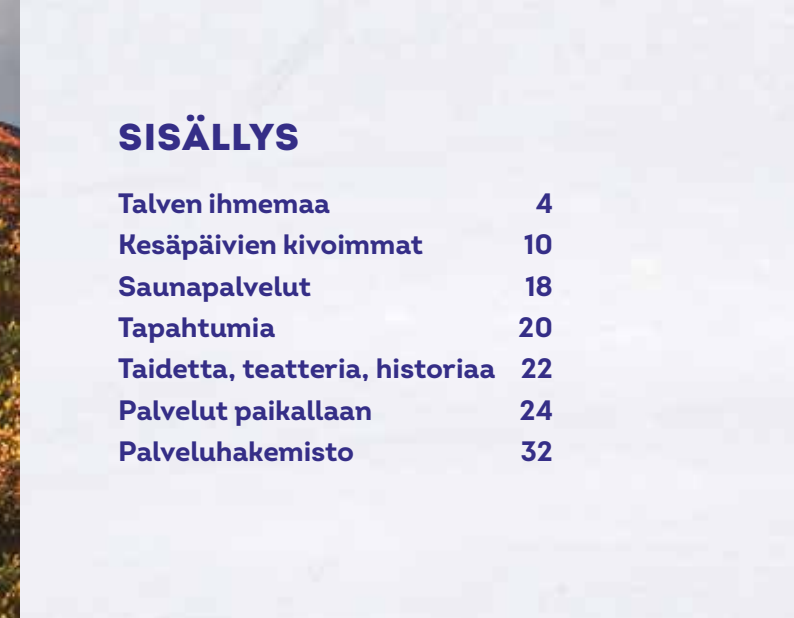 SISÄLLYS
Talven ihmemaa 4
Kesäpäivien kivoimmat 10
Saunapalvelut 18
Tapahtumia 20
Taidetta, teatteria, historiaa 22
Palvelut paikallaan 24
Palveluhakemisto 32